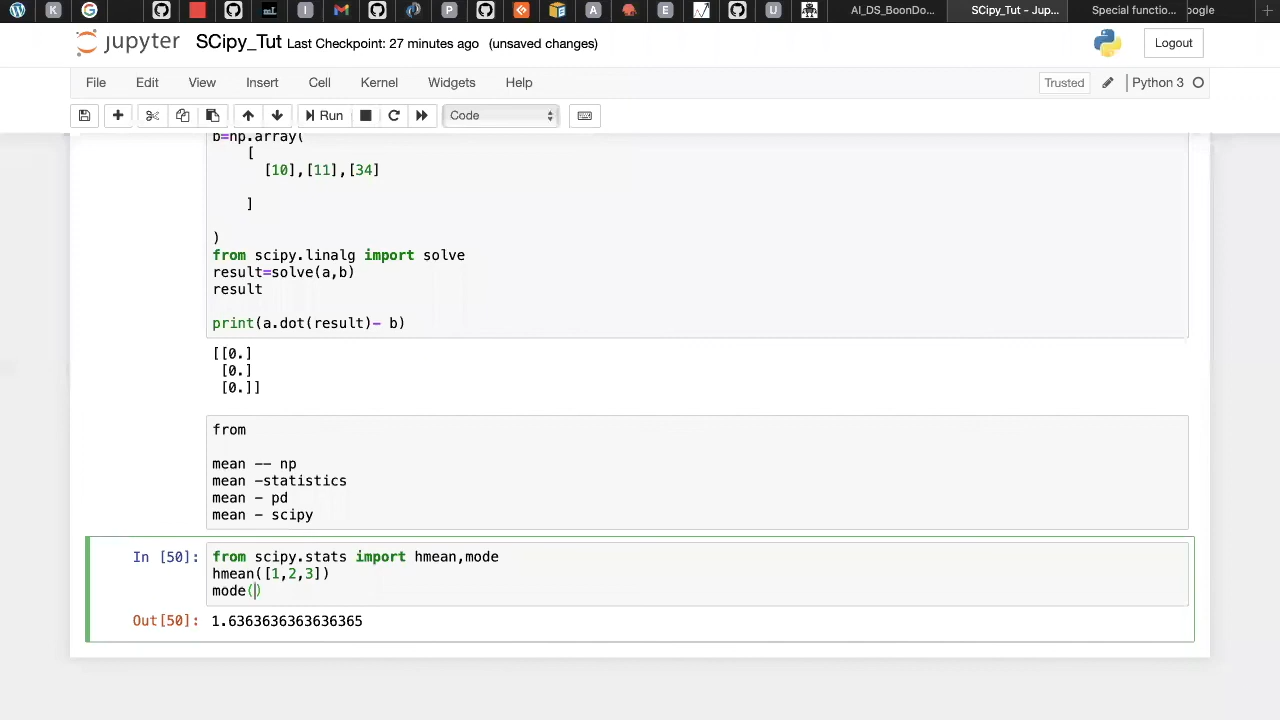 AI_DS_BoonDo... SCipy_Tut - Jup... Special functio... oogle
jupyter SCipy_Tut Last Checkpoint: 27 minutes ago (unsaved changes) Logout
File Edit View Insert Cell Kernel Widgets Help Trusted Python 3
Run Code
b=np.array(
[
[10],[11],[34]
]
)
from scipy.linalg import solve
result=solve(a,b)
result
print(a.dot(result)- b)
[[0.]
[0.]
[0.]]
from
mean -- np
mean -statistics
mean - pd
mean - scipy
In [50]: from scipy.stats import hmean,mode
hmean([1,2,3])
mode()
Out[50]: 1.6363636363636365